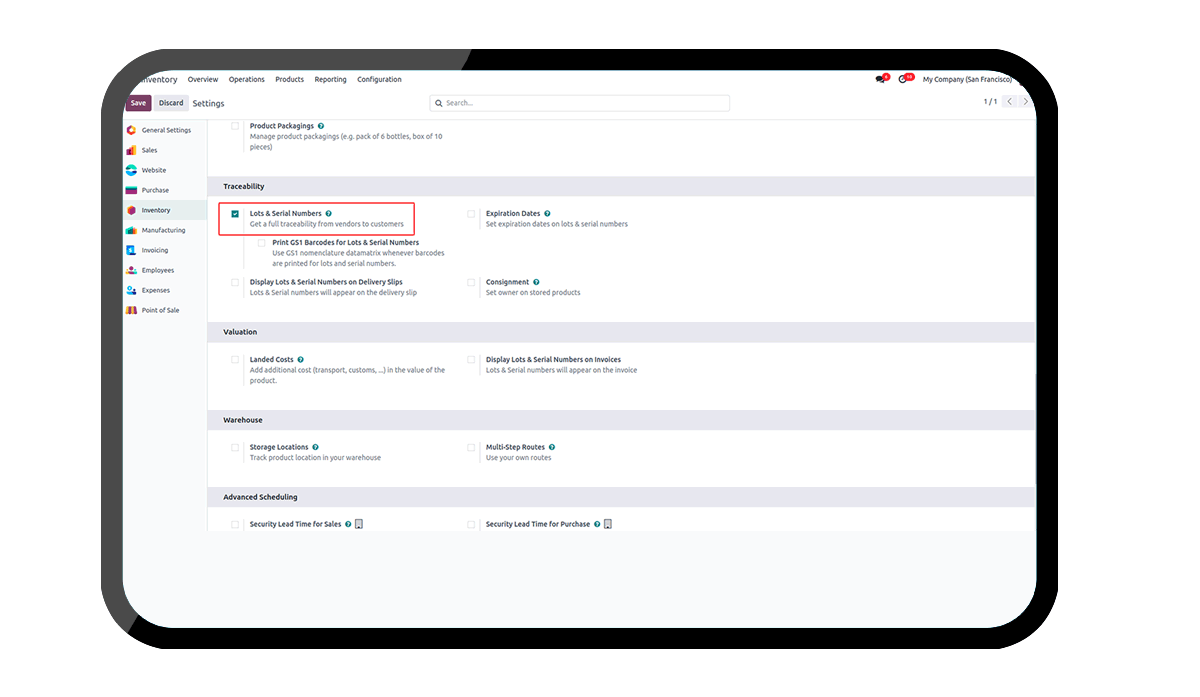 Inventory Overview Operations Products Reporting Configuration 6 12 My Company (San Francisco)
Save Discard Settings Search... 1 / 1
General Settings
Sales
Website
Purchase
Inventory
Manufacturing
Invoicing
Employees
Expenses
Point of Sale
Product Packagings ?
Manage product packagings (e.g. pack of 6 bottles, box of 10
pieces)
Traceability
Lots & Serial Numbers ?
Get a full traceability from vendors to customers
Expiration Dates ?
Set expiration dates on lots & serial numbers
Print GS1 Barcodes for Lots & Serial Numbers
Use GS1 nomenclature datamatrix whenever barcodes
are printed for lots and serial numbers.
Display Lots & Serial Numbers on Delivery Slips
Lots & Serial numbers will appear on the delivery slip
Consignment ?
Set owner on stored products
Valuation
Landed Costs ?
Add additional cost (transport, customs, ...) in the value of the
product.
Display Lots & Serial Numbers on Invoices
Lots & Serial numbers will appear on the invoice
Warehouse
Storage Locations ?
Track product location in your warehouse
Multi-Step Routes ?
Use your own routes
Advanced Scheduling
Security Lead Time for Sales ?
Security Lead Time for Purchase ?